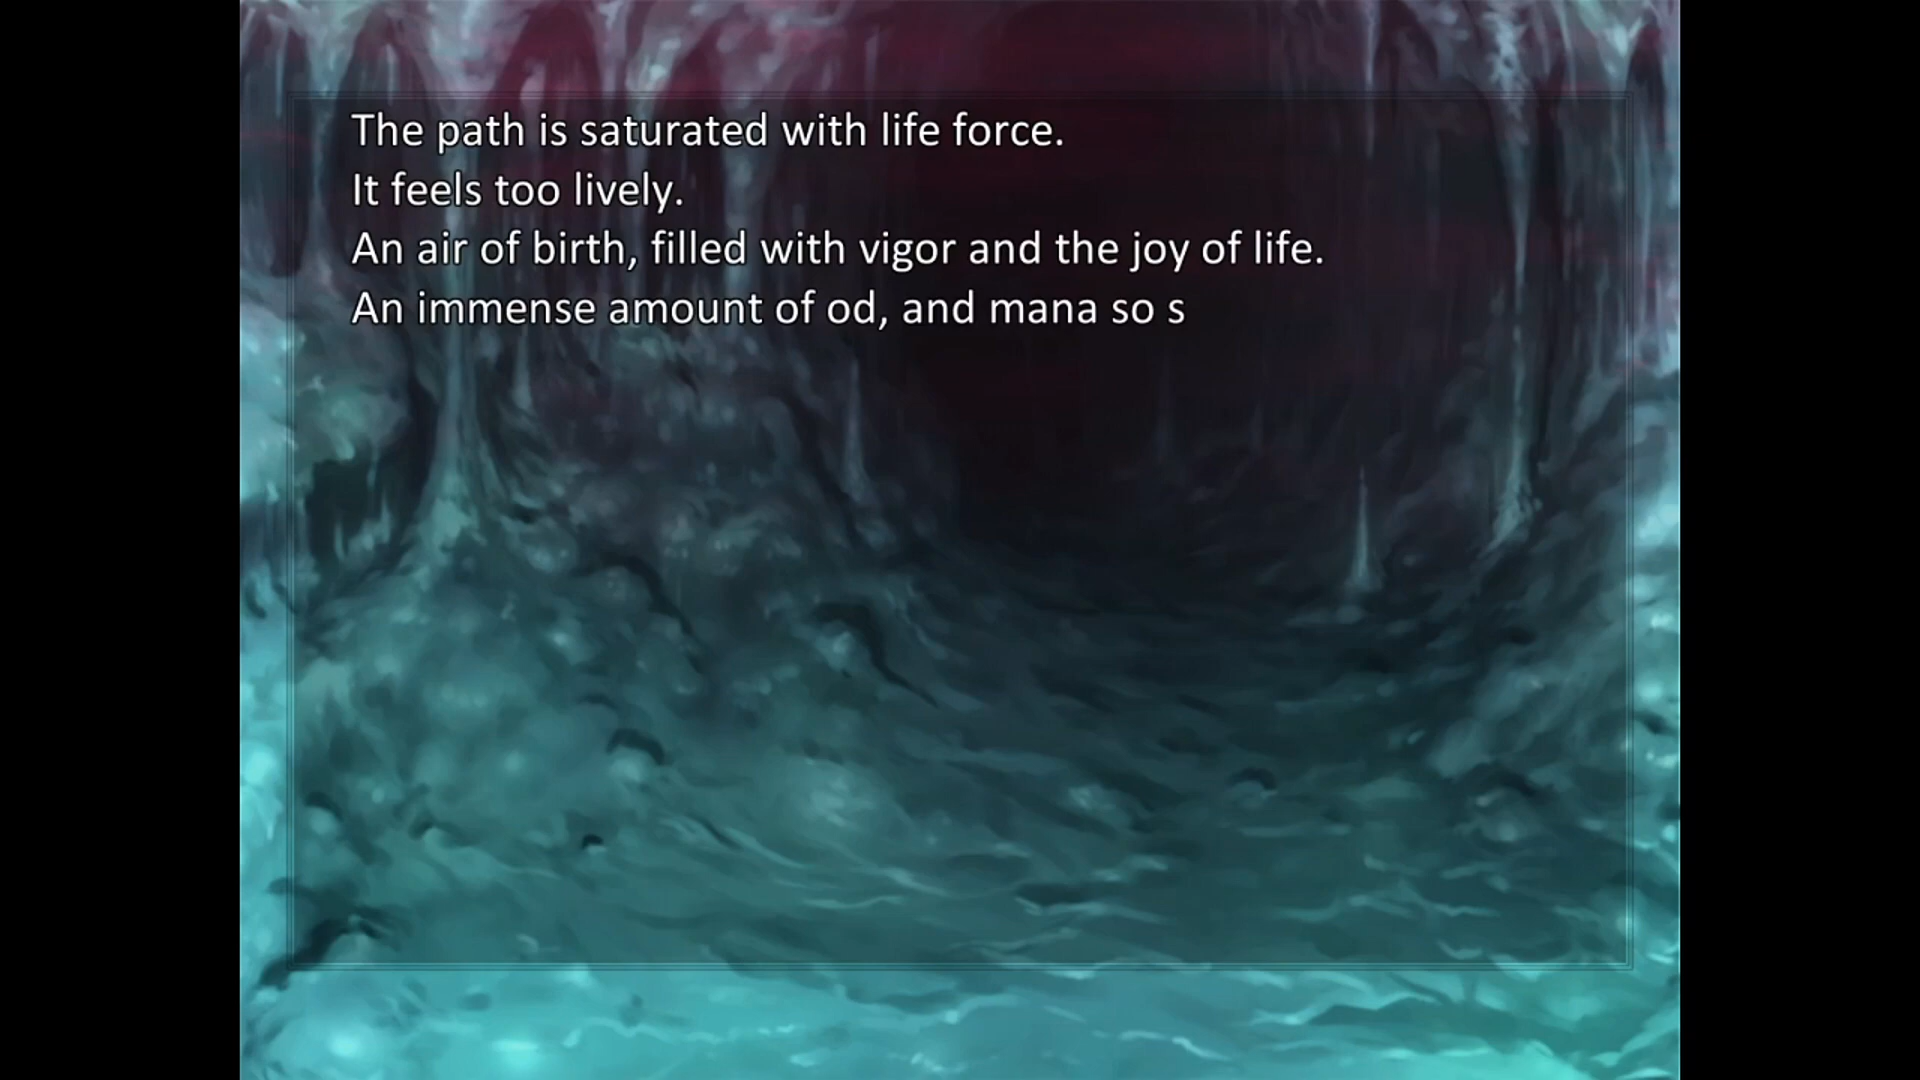 The path is saturated with life force.
It feels too lively.
An air of birth, filled with vigor and the joy of life.
An immense amount of od, and mana so s